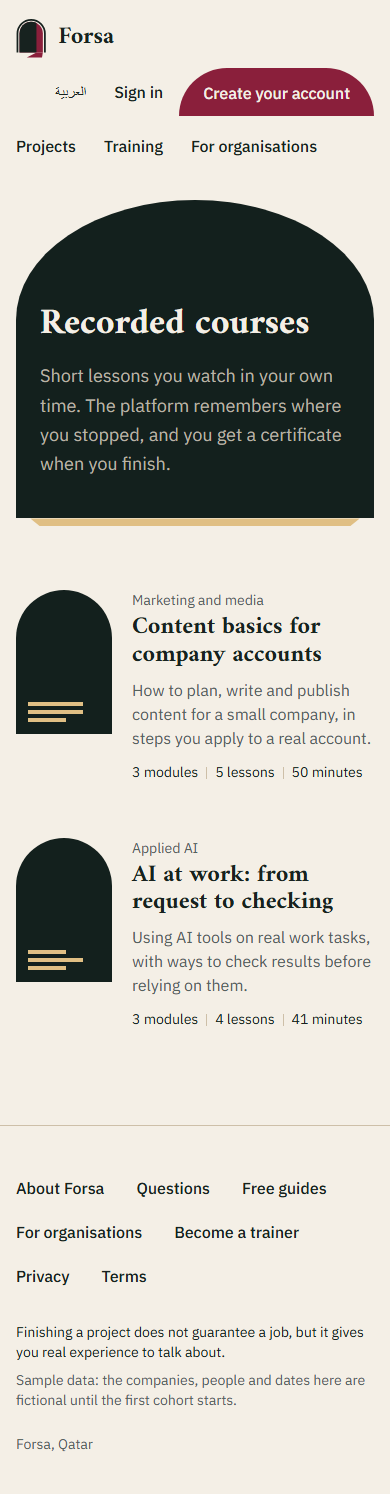 Forsa
العربية
Sign in
Create your account
Projects
Training
For organisations
Recorded courses
Short lessons you watch in your own
time. The platform remembers where
you stopped, and you get a certificate
when you finish.
Marketing and media
Content basics for
company accounts
How to plan, write and publish
content for a small company, in
steps you apply to a real account.
3 modules | 5 lessons | 50 minutes
Applied AI
AI at work: from
request to checking
Using AI tools on real work tasks,
with ways to check results before
relying on them.
3 modules | 4 lessons | 41 minutes
About Forsa
Questions
Free guides
For organisations
Become a trainer
Privacy
Terms
Finishing a project does not guarantee a job, but it gives
you real experience to talk about.
Sample data: the companies, people and dates here are
fictional until the first cohort starts.
Forsa, Qatar